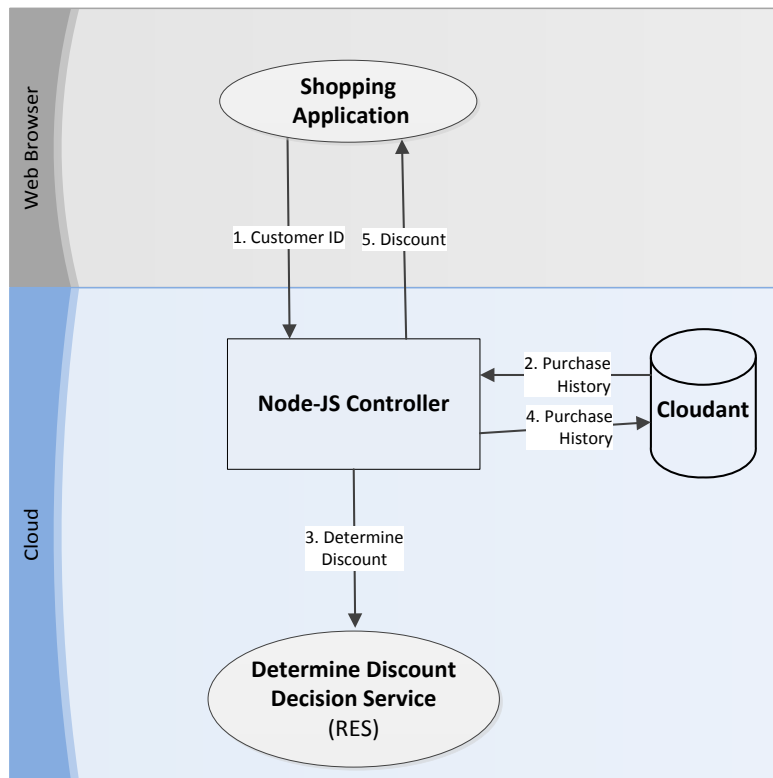 Web Browser
Shopping
Application
1. Customer ID
5. Discount
Cloud
Node-JS Controller
2. Purchase
History
4. Purchase
History
Cloudant
3. Determine
Discount
Determine Discount
Decision Service
(RES)